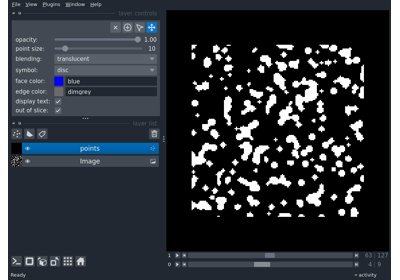 File View Plugins Window Help
layer controls
opacity: 1.00
point size: 10
blending: translucent
symbol: disc
face color: blue
edge color: dimgrey
display text:
out of slice:
layer list
points
Image
1 63 127
0 4 9
Ready
activity